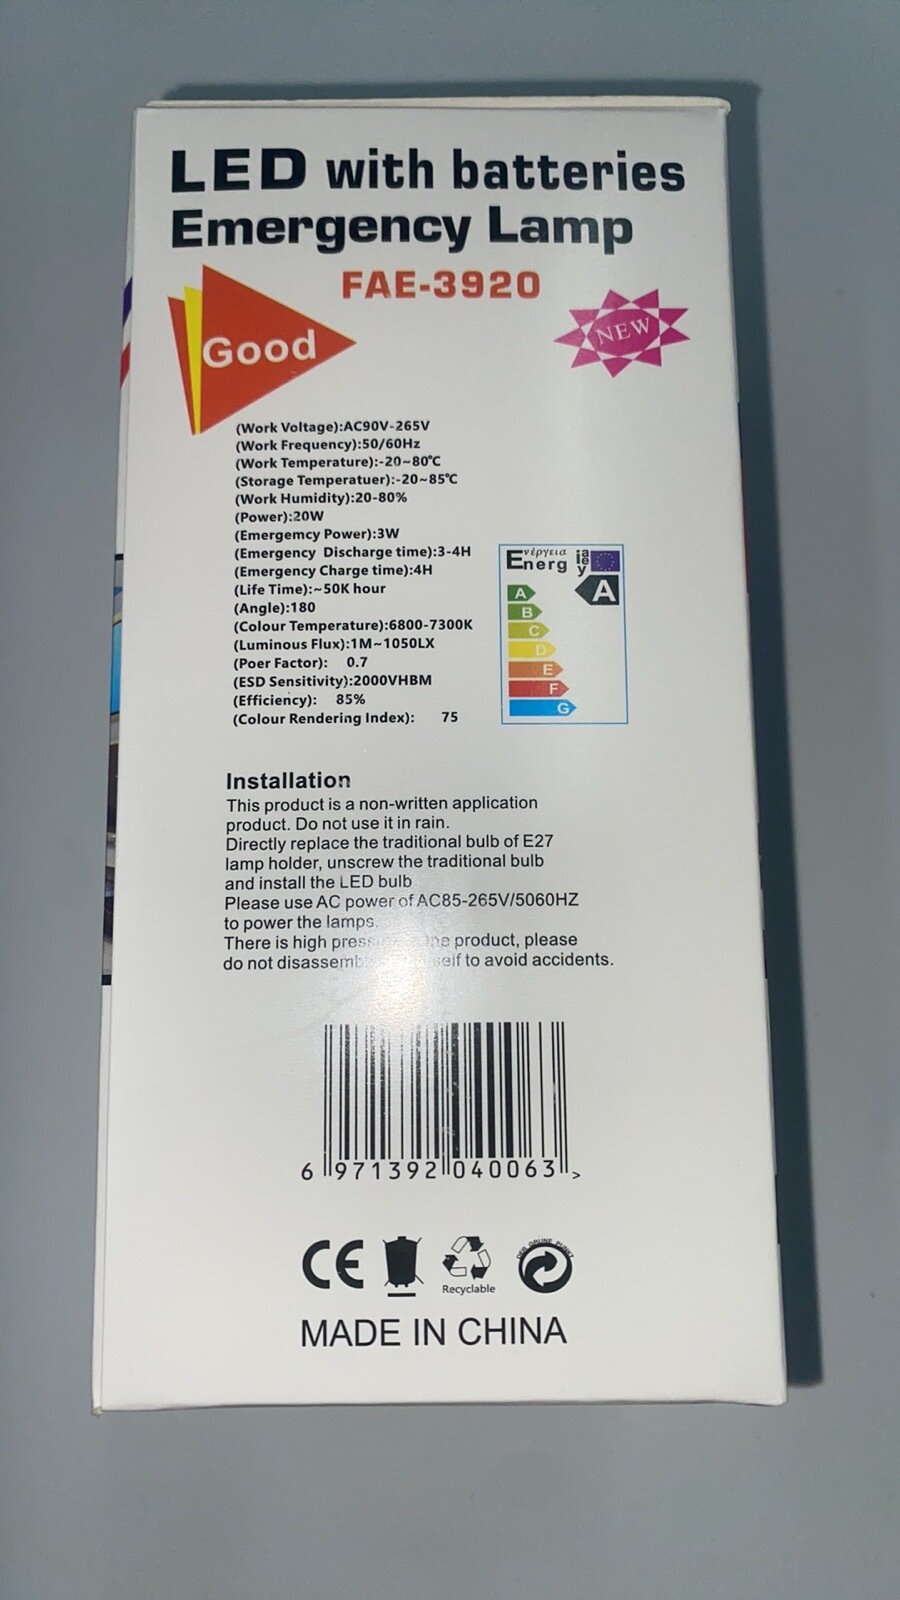 LED with batteries
Emergency Lamp
FAE-3920
Good
NEW
(Work Voltage):AC90V-265V
(Work Frequency):50/60Hz
(Work Temperature):-20~80℃
(Storage Temperatuer):-20~85℃
(Work Humidity):20-80%
(Power):20W
(Emergemcy Power):3W
(Emergency Discharge time):3-4H
(Emergency Charge time):4H
(Life Time):~50K hour
(Angle):180
(Colour Temperature):6800-7300K
(Luminous Flux):1M~1050LX
(Poer Factor): 0.7
(ESD Sensitivity):2000VHBM
(Efficiency): 85%
(Colour Rendering Index): 75
Energ
ενέργεια
ia
ie
y
A
A
B
C
D
E
F
G
Installation
This product is a non-written application
product. Do not use it in rain.
Directly replace the traditional bulb of E27
lamp holder, unscrew the traditional bulb
and install the LED bulb
Please use AC power of AC85-265V/5060HZ
to power the lamps.
There is high the product, please
do not to avoid accidents.
6 971392 040063 >
CE
Recyclable
DER GRÜNE PUNKT
MADE IN CHINA